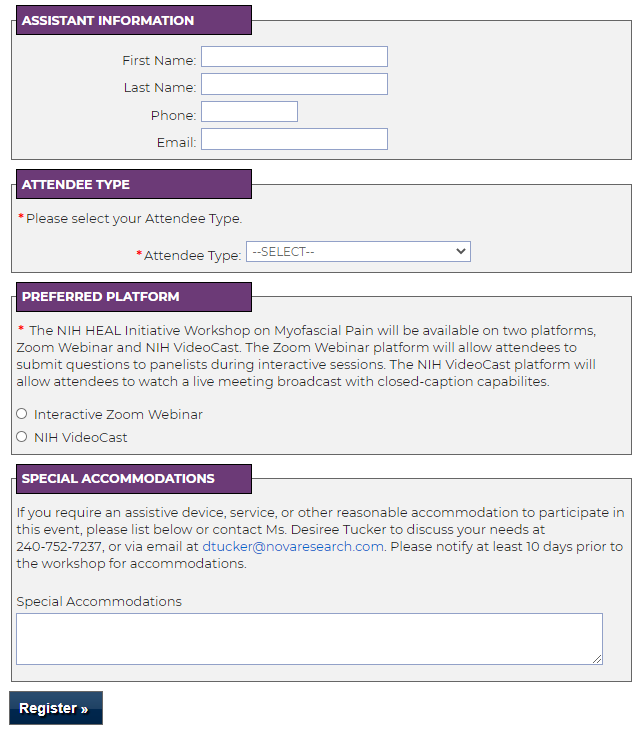 ASSISTANT INFORMATION
First Name:
Last Name:
Phone:
Email:
ATTENDEE TYPE
*Please select your Attendee Type.
*Attendee Type: --SELECT--
PREFERRED PLATFORM
* The NIH HEAL Initiative Workshop on Myofascial Pain will be available on two platforms,
Zoom Webinar and NIH VideoCast. The Zoom Webinar platform will allow attendees to
submit questions to panelists during interactive sessions. The NIH VideoCast platform will
allow attendees to watch a live meeting broadcast with closed-caption capabilites.
Interactive Zoom Webinar
NIH VideoCast
SPECIAL ACCOMMODATIONS
If you require an assistive device, service, or other reasonable accommodation to participate in
this event, please list below or contact Ms. Desiree Tucker to discuss your needs at
240-752-7237, or via email at dtucker@novaresearch.com. Please notify at least 10 days prior to
the workshop for accommodations.
Special Accommodations
Register »